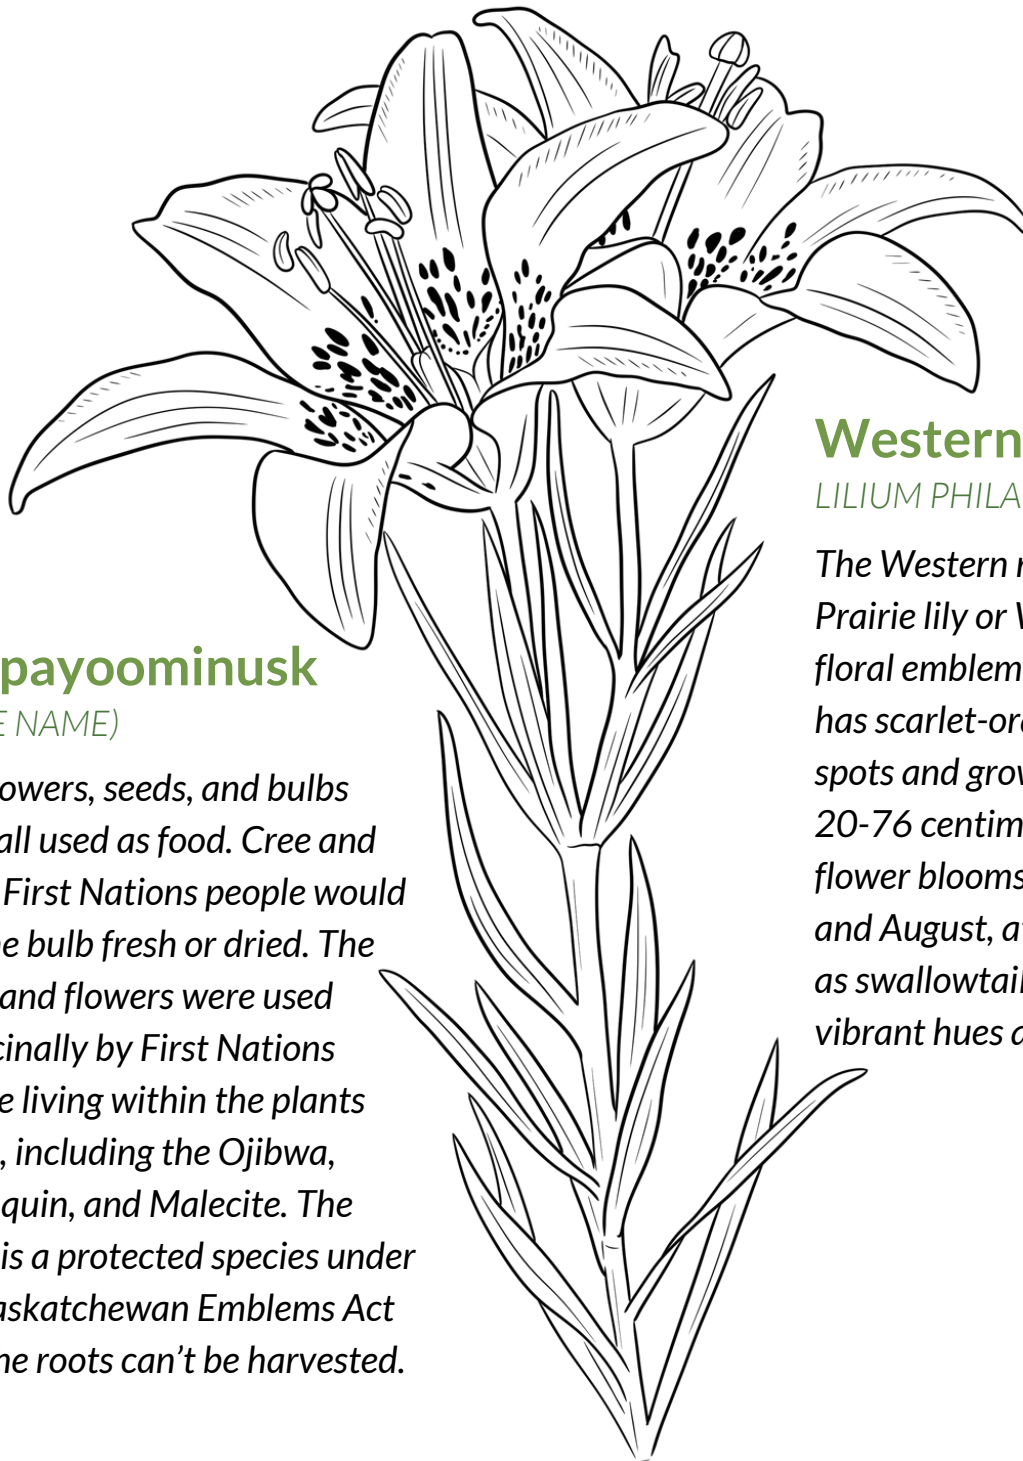 Western
LILIUM PHILA
The Western
Prairie lily or
floral emblem
has scarlet-or
spots and grow
20-76 centim
flower blooms
and August, a
as swallowtail
vibrant hues a
payoominusk
E NAME)
owers, seeds, and bulbs
all used as food. Cree and
First Nations people would
e bulb fresh or dried. The
and flowers were used
cinally by First Nations
e living within the plants
, including the Ojibwa,
quin, and Malecite. The
is a protected species under
askatchewan Emblems Act
he roots can’t be harvested.